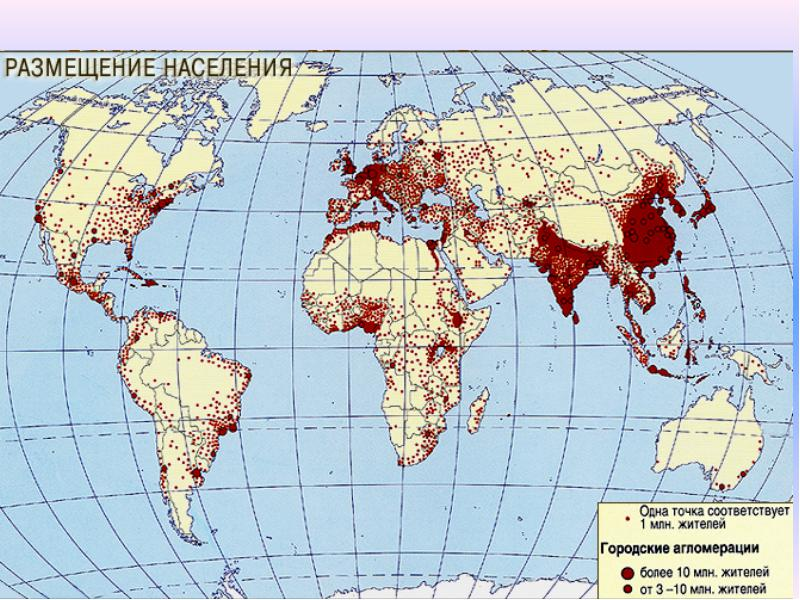 РАЗМЕЩЕНИЕ НАСЕЛЕНИЯ
Одна точка соответствует
1 млн. жителей
Городские агломерации
более 10 млн. жителей
от 3 –10 млн. жителей